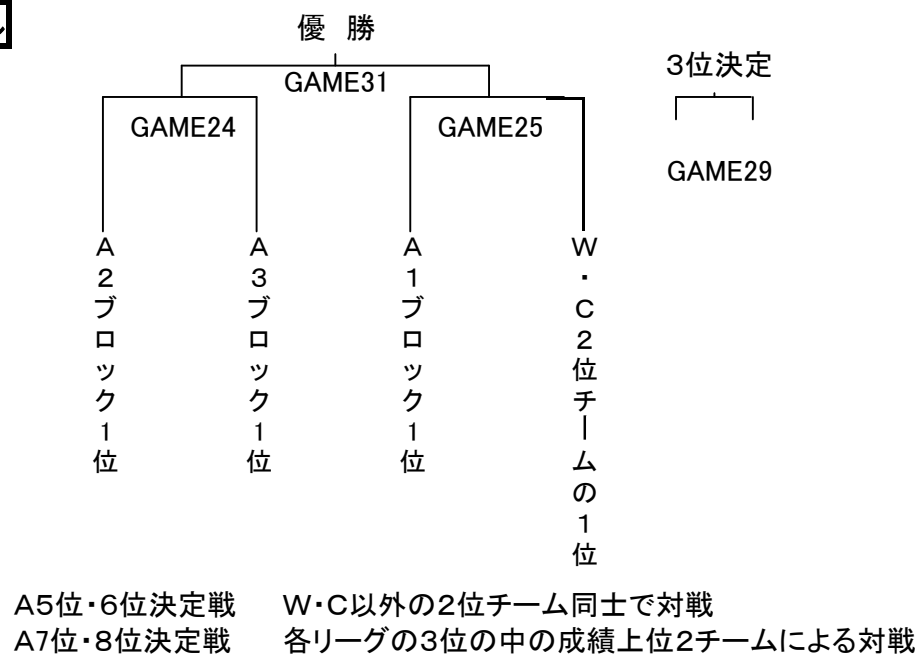 優 勝
GAME31
3位決定
GAME24
GAME25
GAME29
A2ブロック1位
A3ブロック1位
A1ブロック1位
W・C2位チームの1位
A5位・6位決定戦 W・C以外の2位チーム同士で対戦
A7位・8位決定戦 各リーグの3位の中の成績上位2チームによる対戦